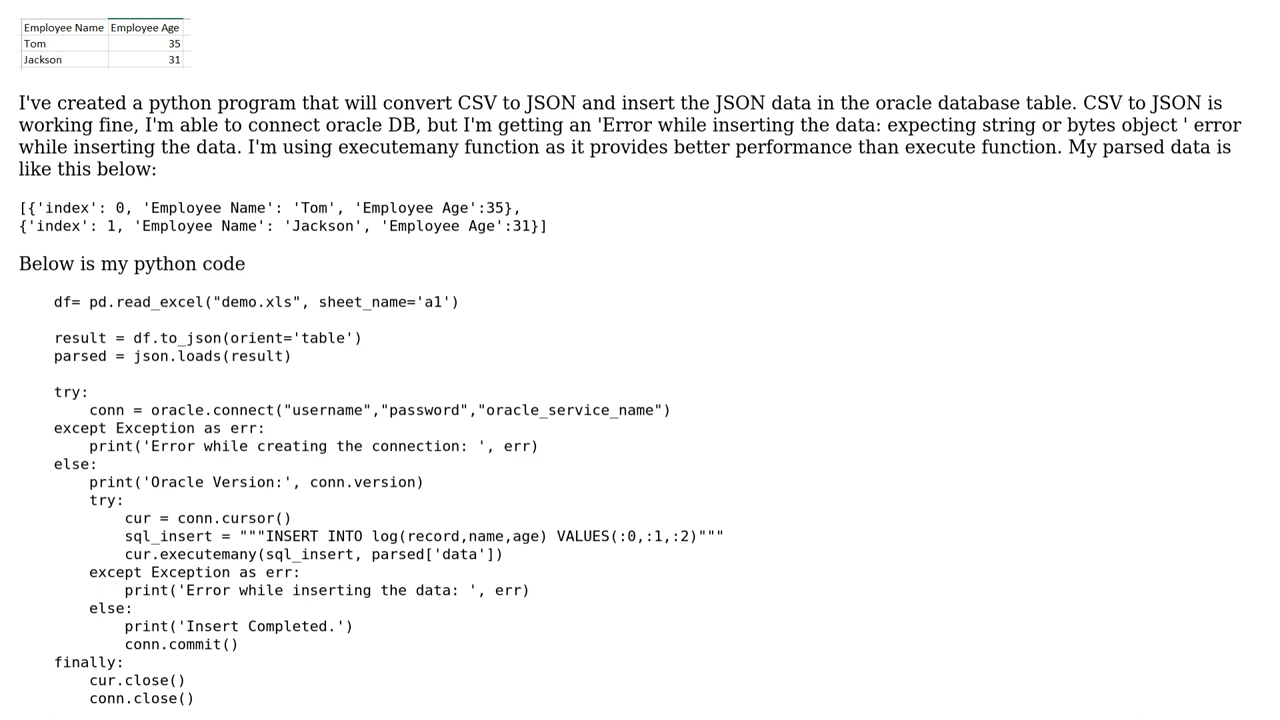 Employee Name Employee Age
Tom 35
Jackson 31
I've created a python program that will convert CSV to JSON and insert the JSON data in the oracle database table. CSV to JSON is
working fine, I'm able to connect oracle DB, but I'm getting an 'Error while inserting the data: expecting string or bytes object ' error
while inserting the data. I'm using executemany function as it provides better performance than execute function. My parsed data is
like this below:
[{'index': 0, 'Employee Name': 'Tom', 'Employee Age':35},
{'index': 1, 'Employee Name': 'Jackson', 'Employee Age':31}]
Below is my python code
df= pd.read_excel("demo.xls", sheet_name='a1')
result = df.to_json(orient='table')
parsed = json.loads(result)
try:
conn = oracle.connect("username","password","oracle_service_name")
except Exception as err:
print('Error while creating the connection: ', err)
else:
print('Oracle Version:', conn.version)
try:
cur = conn.cursor()
sql_insert = """INSERT INTO log(record,name,age) VALUES(:0,:1,:2)"""
cur.executemany(sql_insert, parsed['data'])
except Exception as err:
print('Error while inserting the data: ', err)
else:
print('Insert Completed.')
conn.commit()
finally:
cur.close()
conn.close()